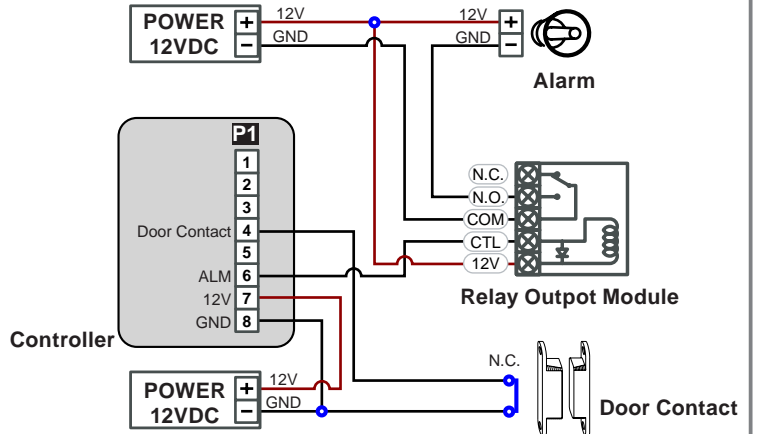 POWER
12VDC
+
−
12V
GND
12V
GND
+
−
Alarm
P1
1
2
3
Door Contact 4
5
ALM 6
12V 7
GND 8
Controller
N.C.
N.O.
COM
CTL
12V
Relay Outpot Module
POWER
12VDC
+
−
12V
GND
N.C.
Door Contact